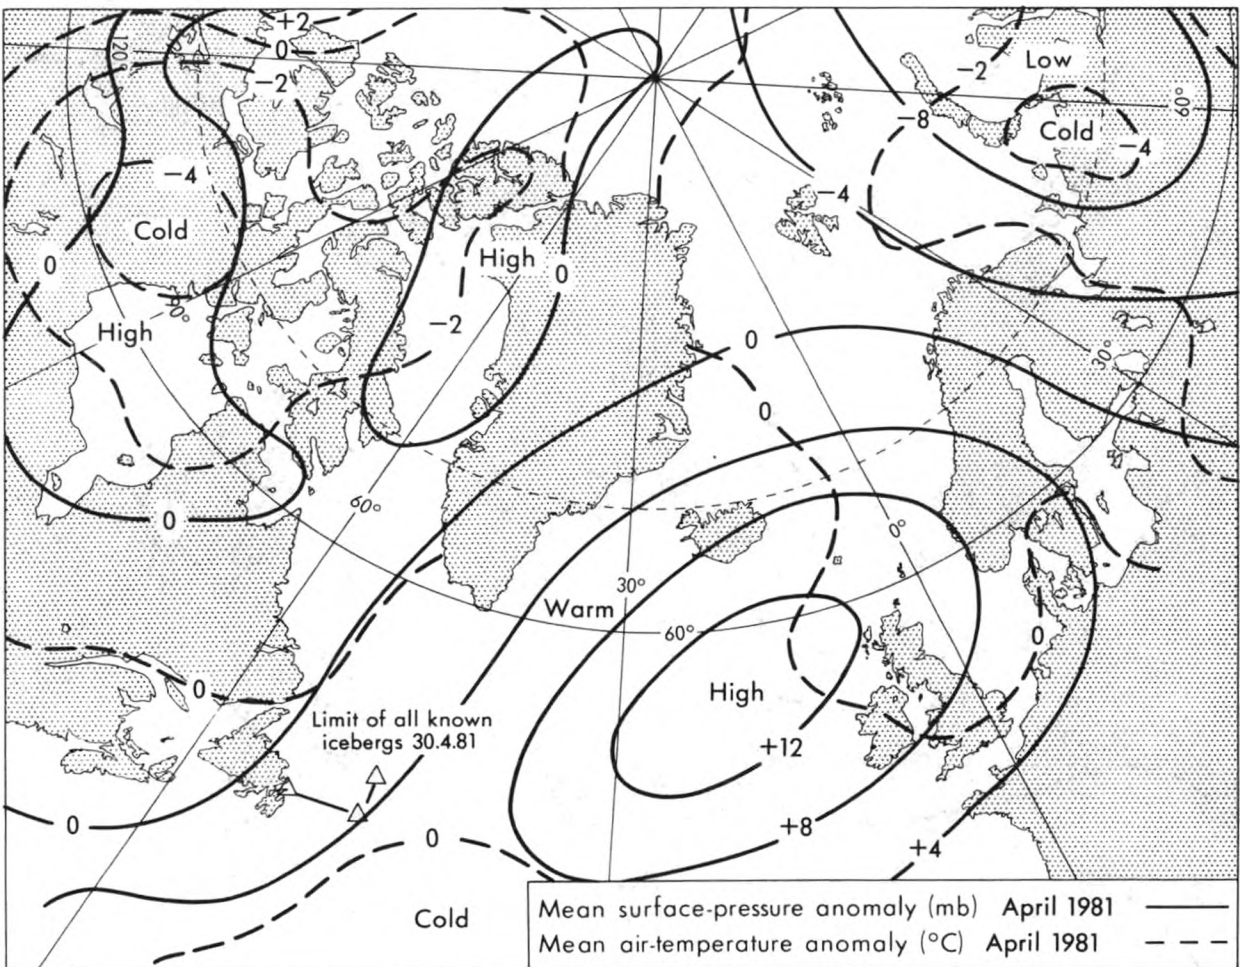 +2
0
120°
-2
Low
-2
60°
-8
Cold
-4
-4
-4
Cold
High
0
0
90°
-2
High
0
30°
0
60°
0
0°
30°
Warm
60°
0
0
High
Limit of all known
icebergs 30.4.81
+12
0
+8
0
+4
Cold
Mean surface-pressure anomaly (mb) April 1981
Mean air-temperature anomaly (°C) April 1981